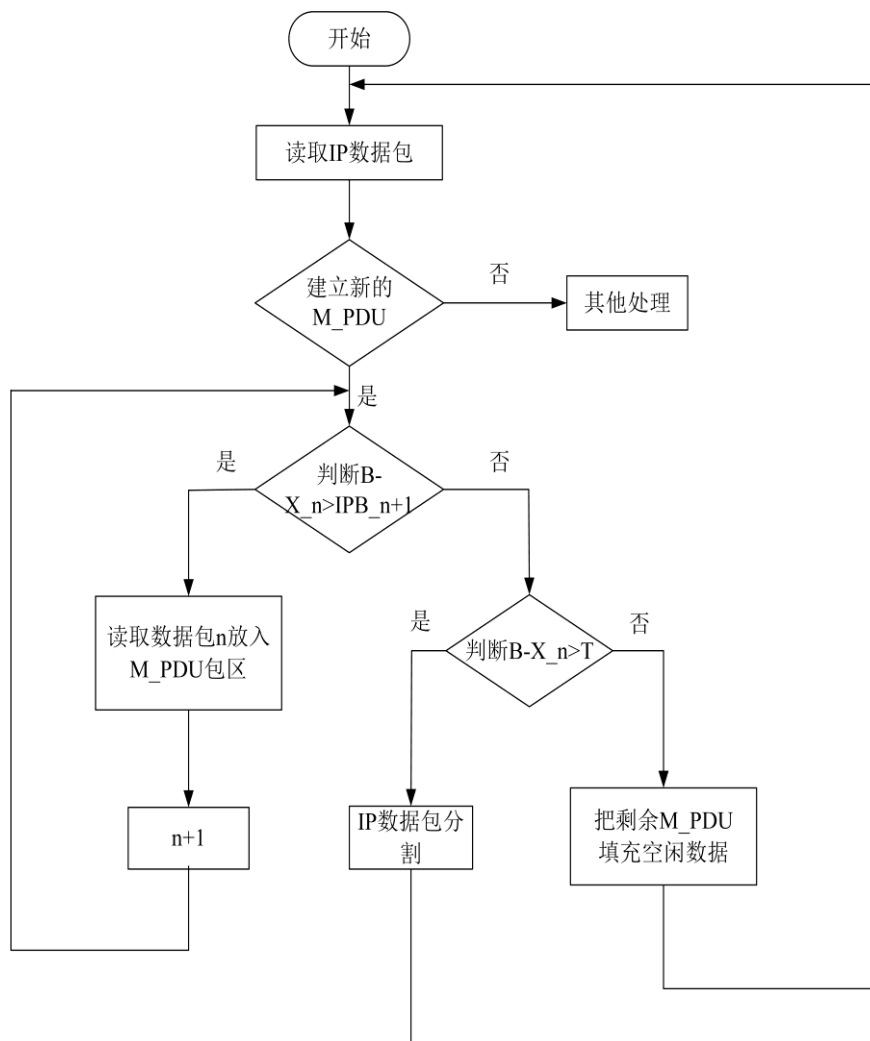 开始
读取IP数据包
建立新的
M_PDU
否
其他处理
是
判断B-
X_n>IPB_n+1
是
否
读取数据包n放入
M_PDU包区
判断B-X_n>T
是
否
n+1
IP数据包分
割
把剩余M_PDU
填充空闲数据